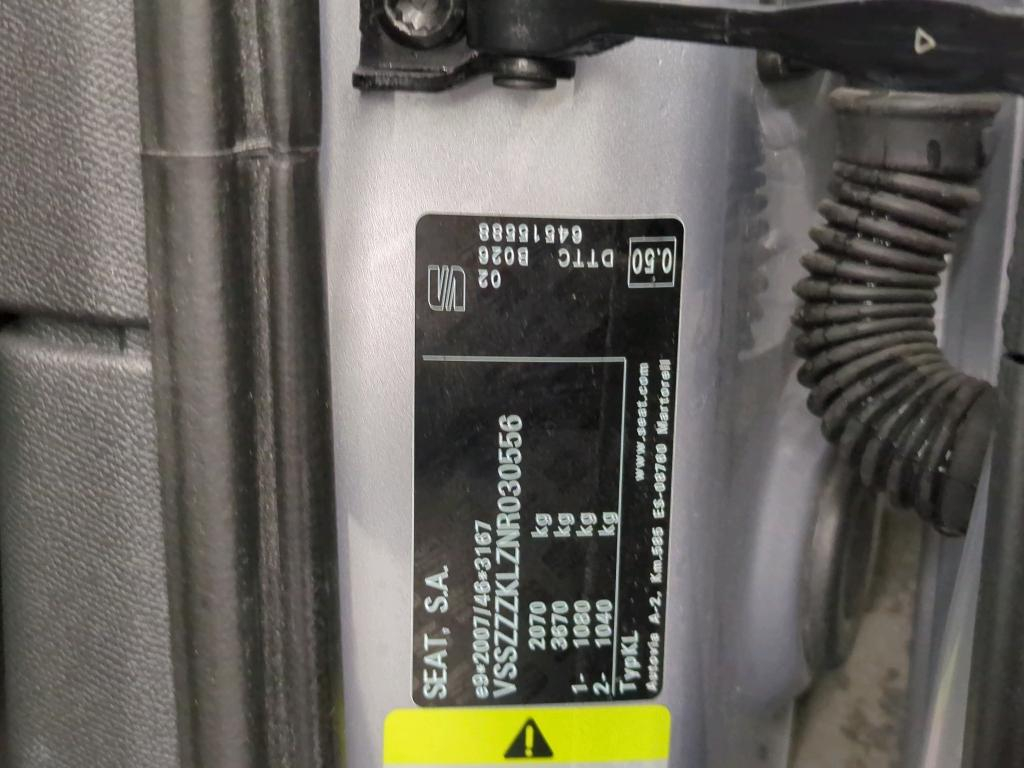 SEAT, S.A.
e9*2007/46*3167
VSSZZZKLZNR030556
2070 kg
3670 kg
1- 1080 kg
2- 1040 kg
TypKL
www.seat.com
Autovia A-2, Km.585 ES-08760 Martorell
02
B026
64515588
DTTC
0.50